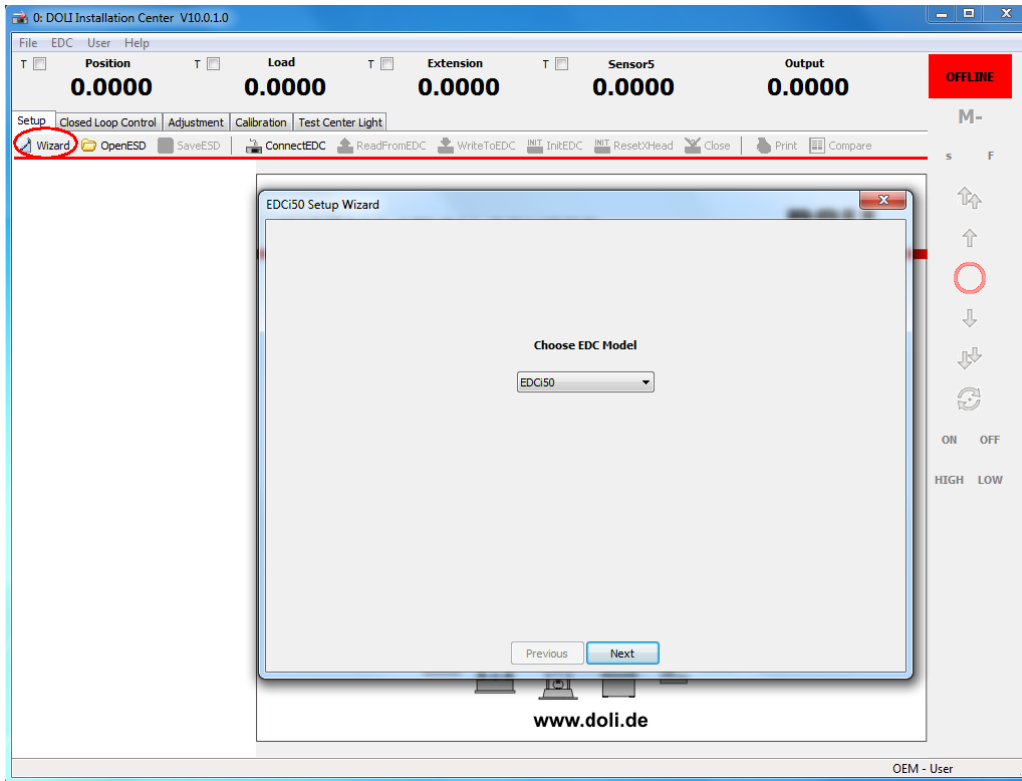 0: DOLI Installation Center V10.0.1.0
File EDC User Help
T Position T Load T Extension T Sensor5 Output
0.0000 0.0000 0.0000 0.0000 0.0000
OFFLINE
M-
Setup Closed Loop Control Adjustment Calibration Test Center Light
Wizard OpenESD SaveESD ConnectEDC ReadFromEDC WriteToEDC INIT InitEDC INIT ResetXHead Close Print Compare
s F
EDCi50 Setup Wizard
Choose EDC Model
EDCi50
ON OFF
HIGH LOW
Previous Next
www.doli.de
OEM - User